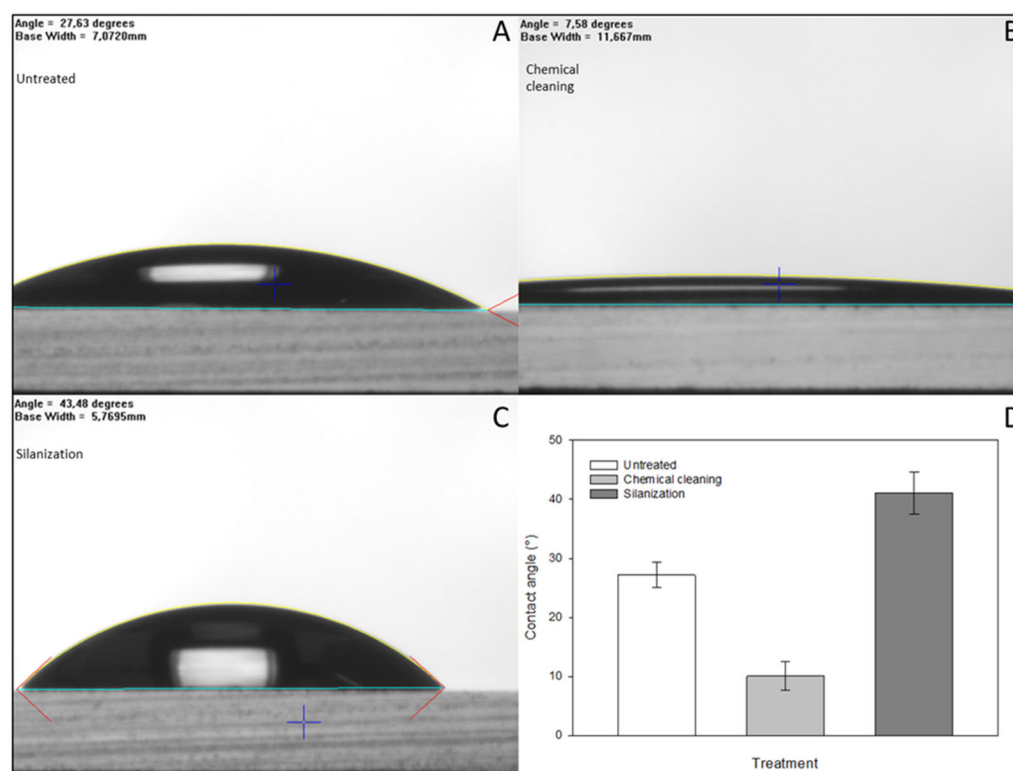 Angle = 27,63 degrees
Base Width = 7,0720mm
A
Untreated
Angle = 7,58 degrees
Base Width = 11,667mm
B
Chemical
cleaning
Angle = 43,48 degrees
Base Width = 5,7695mm
C
Silanization
D
50
40
30
20
10
0
Contact angle (°)
Untreated
Chemical cleaning
Silanization
Treatment